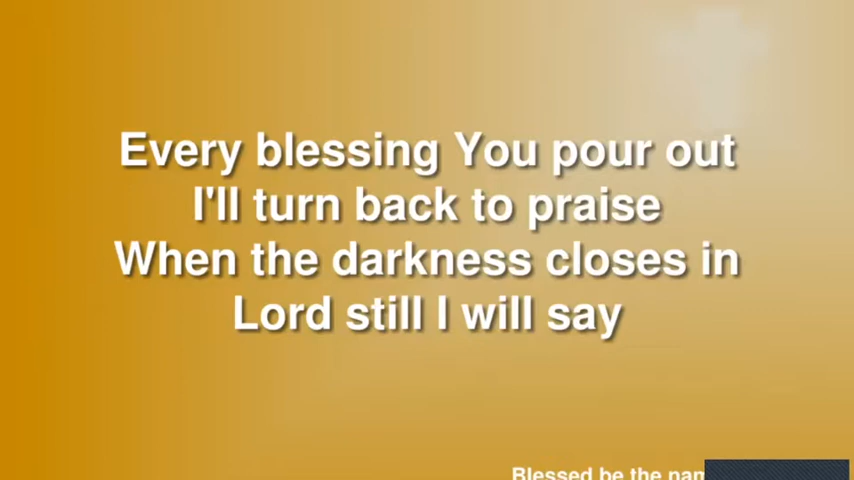 Every blessing You pour out
I'll turn back to praise
When the darkness closes in
Lord still I will say
Blessed be the